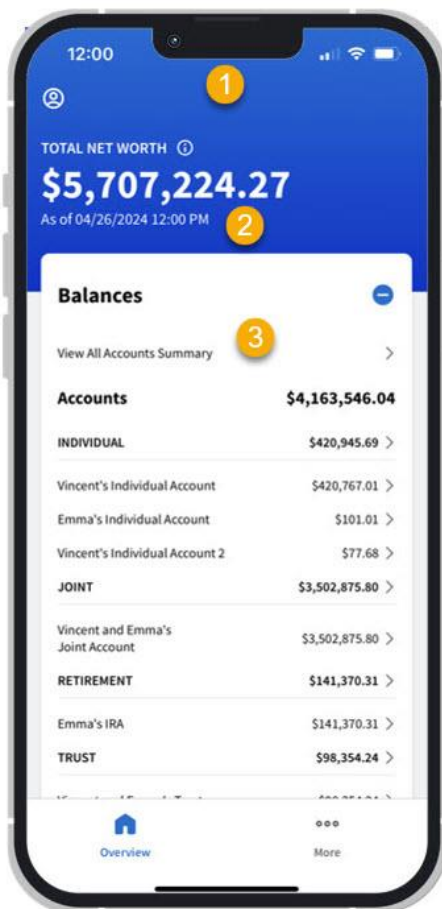 12:00
1
TOTAL NET WORTH
$5,707,224.27
As of 04/26/2024 12:00 PM
2
Balances
3
View All Accounts Summary
Accounts $4,163,546.04
INDIVIDUAL $420,945.69
Vincent's Individual Account $420,767.01
Emma's Individual Account $101.01
Vincent's Individual Account 2 $77.68
JOINT $3,502,875.80
Vincent and Emma's
Joint Account $3,502,875.80
RETIREMENT $141,370.31
Emma's IRA $141,370.31
TRUST $98,354.24
Overview More